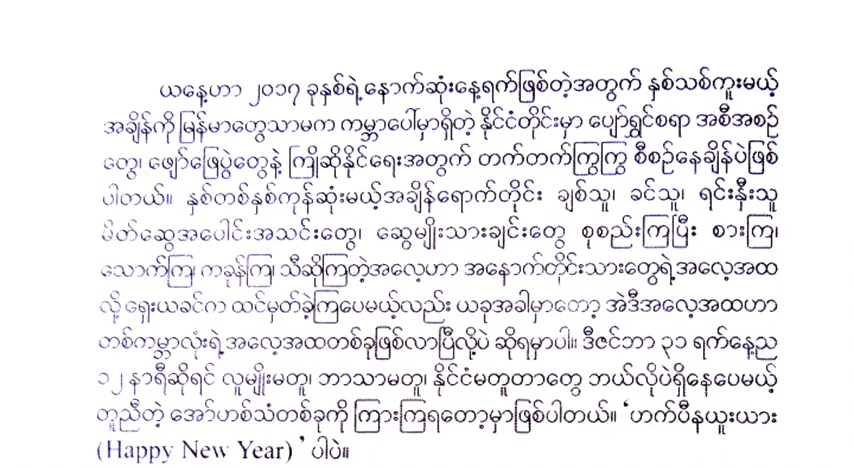 ယနေ့ဟာ ၂၀၁၇ ခုနှစ်ရဲ့ နောက်ဆုံးနေ့ရက်ဖြစ်တဲ့အတွက် နှစ်သစ်ကူးမယ့်
အချိန်ကို မြန်မာတွေသာမက ကမ္ဘာပေါ်မှာရှိတဲ့ နိုင်ငံတိုင်းမှာ ပျော်ရွှင်စရာ အစီအစဉ်
တွေ၊ ဖျော်ဖြေပွဲတွေနဲ့ ကြိုဆိုနိုင်ရေးအတွက် တက်တက်ကြွကြွ စီစဉ်နေချိန်ပဲဖြစ်
ပါတယ်။ နှစ်တစ်နှစ်ကုန်ဆုံးမယ့်အချိန်ရောက်တိုင်း ချစ်သူ၊ ခင်သူ၊ ရင်းနှီးသူ
မိတ်ဆွေအပေါင်းအသင်းတွေ၊ ဆွေမျိုးသားချင်းတွေ စုစည်းကြပြီး စားကြ၊
သောက်ကြ၊ ကခုန်ကြ၊ သီဆိုကြတဲ့အလေ့ဟာ အနောက်တိုင်းသားတွေရဲ့ အလေ့အထ
လို့ ရှေးယခင်က ထင်မှတ်ခဲ့ကြပေမယ့်လည်း ယခုအခါမှာတော့ အဲဒီအလေ့အထဟာ
တစ်ကမ္ဘာလုံးရဲ့ အလေ့အထတစ်ခုဖြစ်လာပြီလို့ပဲ ဆိုရမှာပါ။ ဒီဇင်ဘာ ၃၁ ရက်နေ့ည
၁၂ နာရီဆိုရင် လူမျိုးမတူ၊ ဘာသာမတူ၊ နိုင်ငံမတူတာတွေ ဘယ်လိုပဲရှိနေပေမယ့်
တူညီတဲ့ အော်ဟစ်သံတစ်ခုကို ကြားကြရတော့မှာဖြစ်ပါတယ်။ ‘ဟက်ပီနယူးယား
(Happy New Year) ’ ပါပဲ။